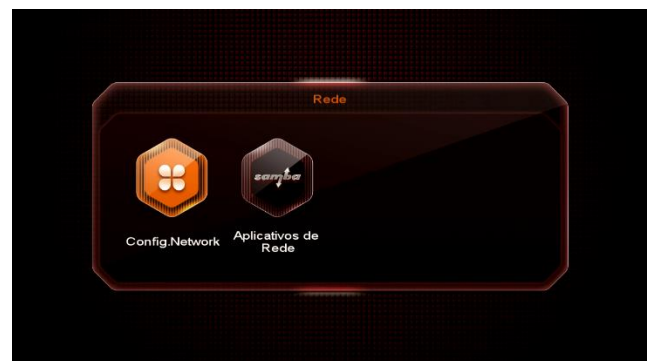 Rede
samba
Config.Network
Aplicativos de
Rede